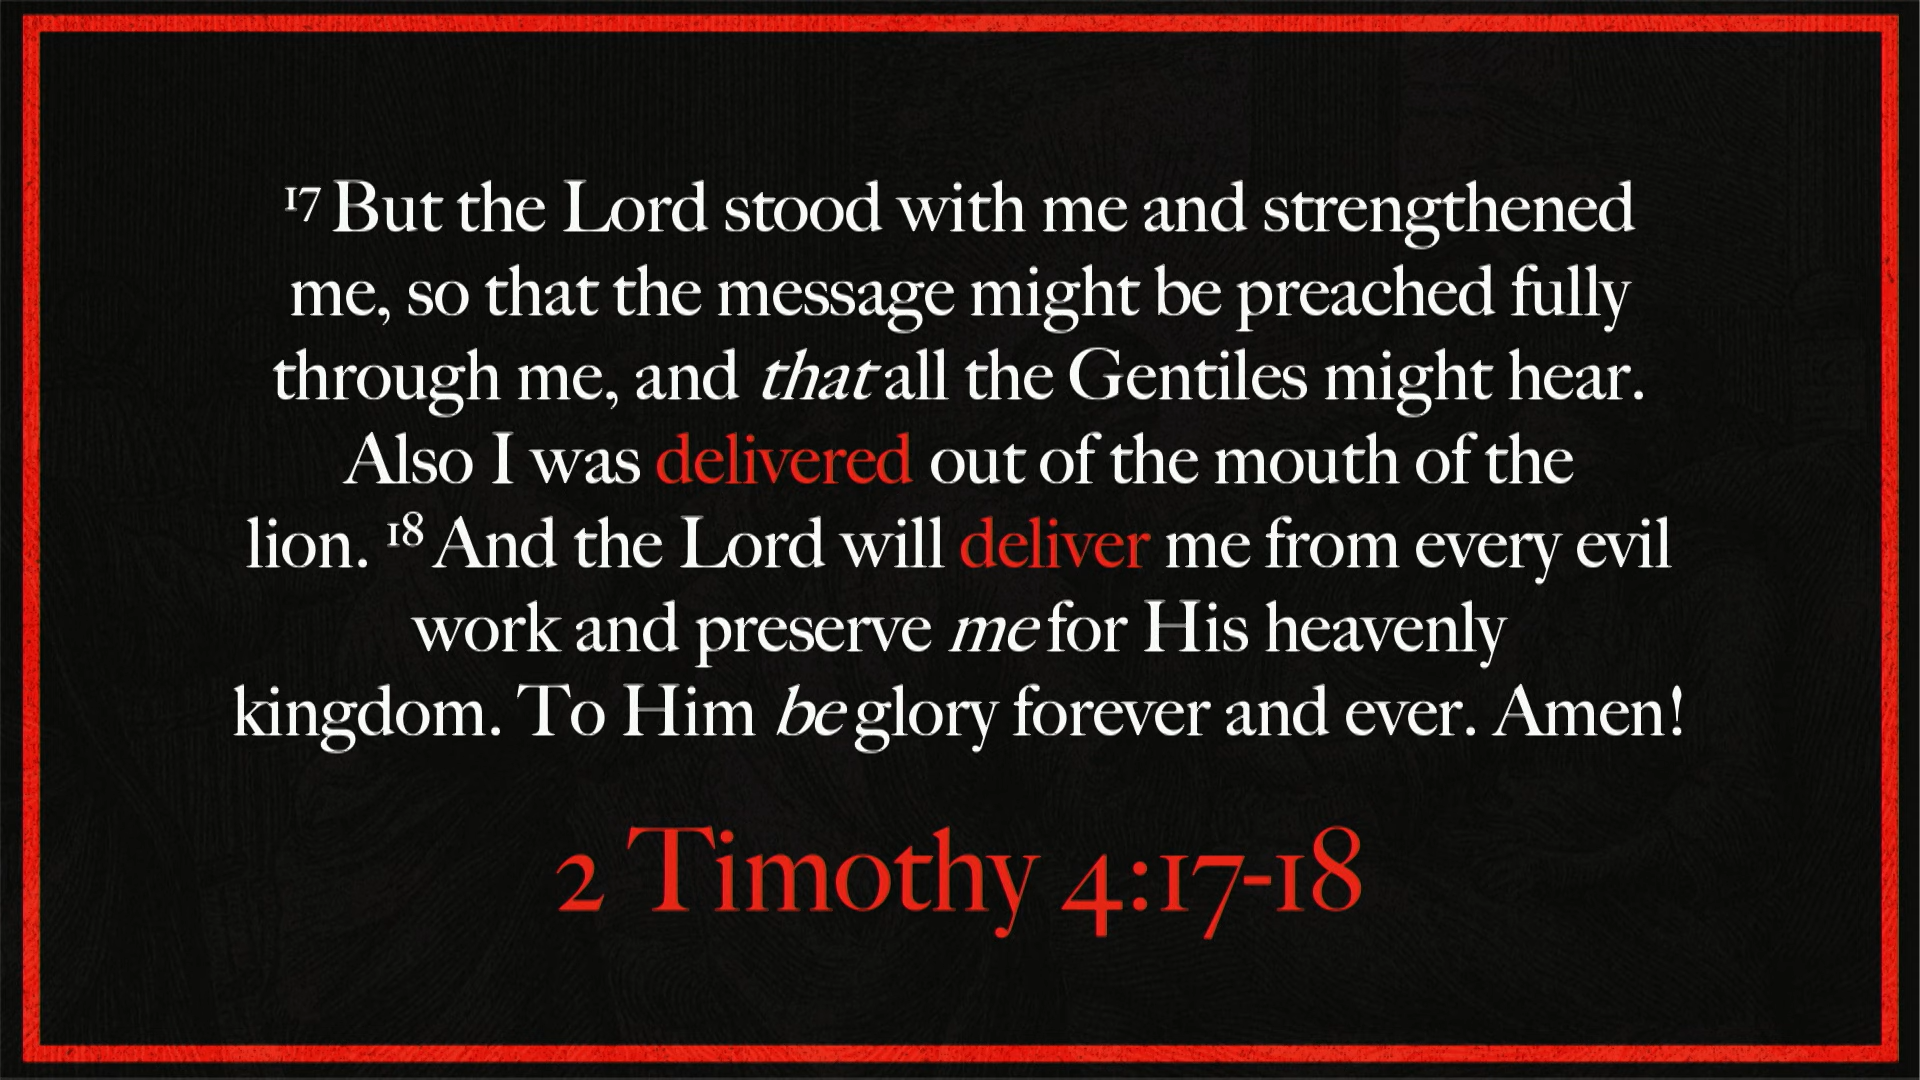 17 But the Lord stood with me and strengthened
me, so that the message might be preached fully
through me, and that all the Gentiles might hear.
Also I was delivered out of the mouth of the
lion. 18 And the Lord will deliver me from every evil
work and preserve me for His heavenly
kingdom. To Him be glory forever and ever. Amen!
2 Timothy 4:17-18